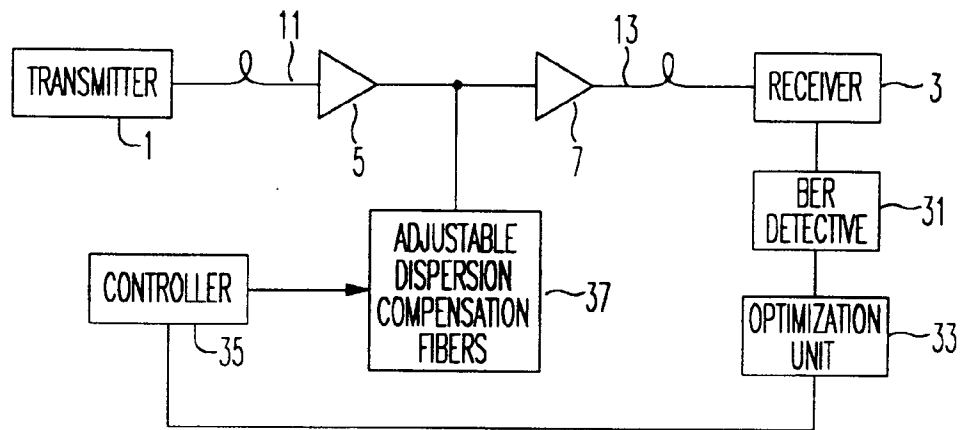 11
13
TRANSMITTER
RECEIVER
3
1
5
7
BER
DETECTIVE
31
ADJUSTABLE
DISPERSION
COMPENSATION
FIBERS
37
CONTROLLER
35
OPTIMIZATION
UNIT
33